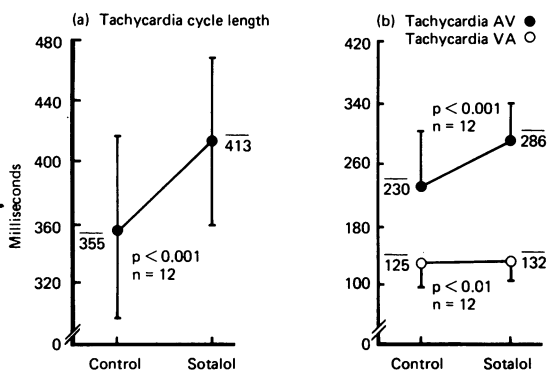 (a) Tachycardia cycle length
480
440
400
360
320
0
Milliseconds
413
355
p < 0.001
n = 12
Control
Sotalol
(b) Tachycardia AV ●
Tachycardia VA ○
420
340
260
180
100
0
p < 0.001
n = 12
286
230
125
132
p < 0.01
n = 12
Control
Sotalol